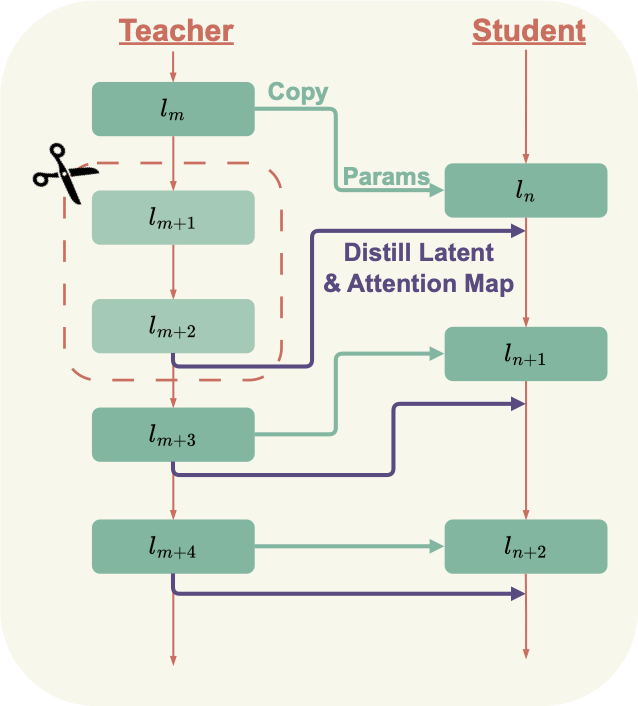 Teacher
Student
l_m
Copy
Params
l_n
l_{m+1}
Distill Latent
& Attention Map
l_{m+2}
l_{n+1}
l_{m+3}
l_{m+4}
l_{n+2}